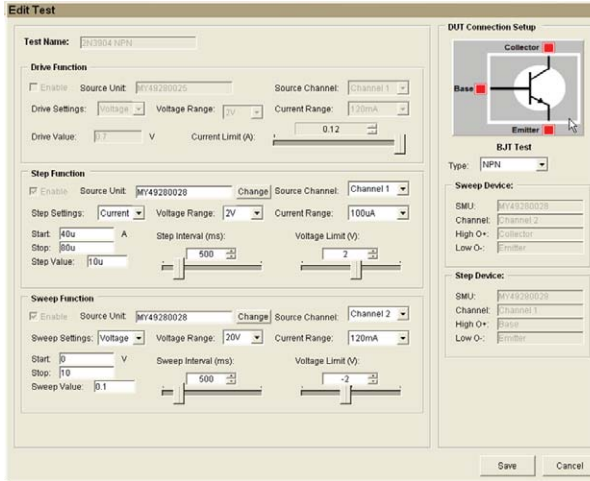 Edit Test
Test Name: 2N3904 NPN
Drive Function
Enable Source Unit: MY49280025 Source Channel: Channel 1
Drive Settings: Voltage Voltage Range: 2V Current Range: 120mA
Drive Value: 0.7 V Current Limit (A): 0.12
Step Function
Enable Source Unit: MY49280028 Change Source Channel: Channel 1
Step Settings: Current Voltage Range: 2V Current Range: 100uA
Start: 40u A Step Interval (ms): Voltage Limit (V):
Stop: 80u 500 2
Step Value: 10u
Sweep Function
Enable Source Unit: MY49280028 Change Source Channel: Channel 2
Sweep Settings: Voltage Voltage Range: 20V Current Range: 120mA
Start: 0 V Sweep Interval (ms): Voltage Limit (V):
Stop: 10 500 -2
Sweep Value: 0.1
DUT Connection Setup
Collector
Base
Emitter
BJT Test
Type: NPN
Sweep Device:
SMU: MY49280028
Channel: Channel 2
High O+: Collector
Low O-: Emitter
Step Device:
SMU:
Channel: Channel 1
High O+: Base
Low O-: Emitter
Save Cancel